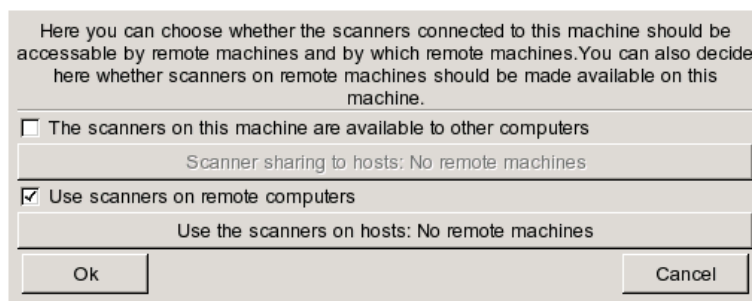 Here you can choose whether the scanners connected to this machine should be
accessable by remote machines and by which remote machines.You can also decide
here whether scanners on remote machines should be made available on this
machine.
The scanners on this machine are available to other computers
Scanner sharing to hosts: No remote machines
Use scanners on remote computers
Use the scanners on hosts: No remote machines
Ok
Cancel